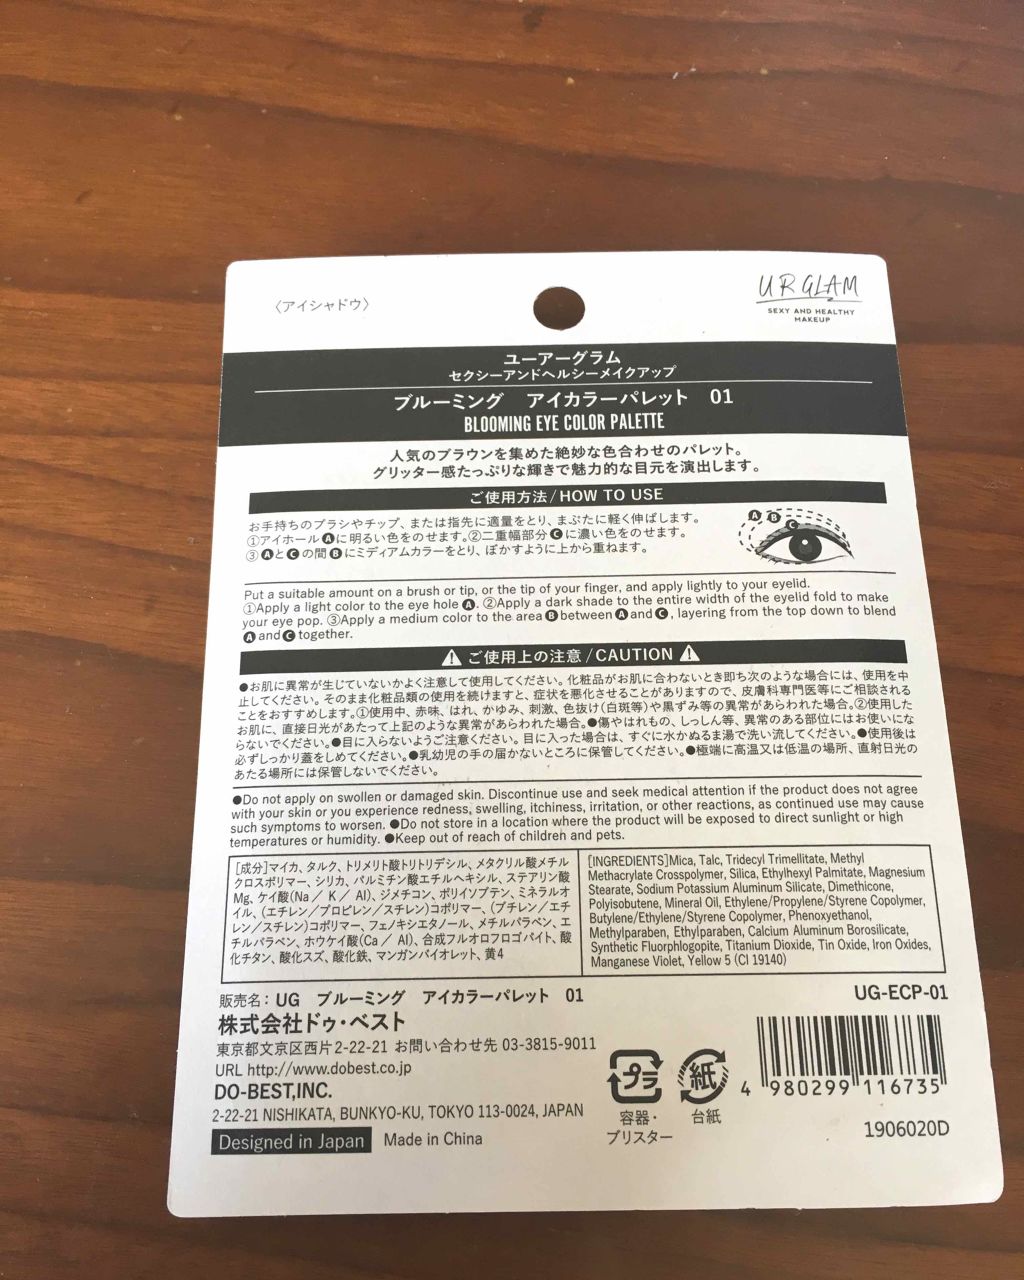 〈アイシャドウ〉
UR GLAM
SEXY AND HEALTHY
MAKEUP
ユーアーグラム
セクシーアンドヘルシーメイクアップ
ブルーミング アイカラーパレット 01
BLOOMING EYE COLOR PALETTE
人気のブラウンを集めた絶妙な色合わせのパレット。
グリッター感たっぷりな輝きで魅力的な目元を演出します。
ご使用方法/HOW TO USE
お手持ちのブラシやチップ、または指先に適量をとり、まぶたに軽く伸ばします。
①アイホールAに明るい色をのせます。②二重幅部分Cに濃い色をのせます。
③AとCの間Bにミディアムカラーをとり、ぼかすように上から重ねます。
A B C
Put a suitable amount on a brush or tip, or the tip of your finger, and apply lightly to your eyelid.
①Apply a light color to the eye hole A. ②Apply a dark shade to the entire width of the eyelid fold to make
your eye pop. ③Apply a medium color to the area B between A and C, layering from the top down to blend
A and C together.
⚠ ご使用上の注意/CAUTION ⚠
●お肌に異常が生じていないかよく注意して使用してください。化粧品がお肌に合わないとき即ち次のような場合には、使用を中
止してください。そのまま化粧品類の使用を続けますと、症状を悪化させることがありますので、皮膚科専門医等にご相談される
ことをおすすめします。①使用中、赤味、はれ、かゆみ、刺激、色抜け(白斑等)や黒ずみ等の異常があらわれた場合。②使用した
お肌に、直接日光があたって上記のような異常があらわれた場合。●傷やはれもの、しっしん等、異常のある部位にはお使いにな
らないでください。●目に入らないようご注意ください。目に入った場合は、すぐに水かぬるま湯で洗い流してください。●使用後は
必ずしっかり蓋をしめてください。●乳幼児の手の届かないところに保管してください。●極端に高温又は低温の場所、直射日光の
あたる場所には保管しないでください。
●Do not apply on swollen or damaged skin. Discontinue use and seek medical attention if the product does not agree
with your skin or you experience redness, swelling, itchiness, irritation, or other reactions, as continued use may cause
such symptoms to worsen. ●Do not store in a location where the product will be exposed to direct sunlight or high
temperatures or humidity. ●Keep out of reach of children and pets.
[成分]マイカ、タルク、トリメリト酸トリトリデシル、メタクリル酸メチル
クロスポリマー、シリカ、パルミチン酸エチルヘキシル、ステアリン酸
Mg、ケイ酸(Na / K / Al)、ジメチコン、ポリイソブテン、ミネラルオ
イル、(エチレン/プロピレン/スチレン)コポリマー、(ブチレン/エチ
レン/スチレン)コポリマー、フェノキシエタノール、メチルパラベン、エ
チルパラベン、ホウケイ酸(Ca / Al)、合成フルオロフロゴパイト、酸
化チタン、酸化スズ、酸化鉄、マンガンバイオレット、黄4
[INGREDIENTS]Mica, Talc, Tridecyl Trimellitate, Methyl
Methacrylate Crosspolymer, Silica, Ethylhexyl Palmitate, Magnesium
Stearate, Sodium Potassium Aluminum Silicate, Dimethicone,
Polyisobutene, Mineral Oil, Ethylene/Propylene/Styrene Copolymer,
Butylene/Ethylene/Styrene Copolymer, Phenoxyethanol,
Methylparaben, Ethylparaben, Calcium Aluminum Borosilicate,
Synthetic Fluorphlogopite, Titanium Dioxide, Tin Oxide, Iron Oxides,
Manganese Violet, Yellow 5 (CI 19140)
販売名：UG ブルーミング アイカラーパレット 01
UG-ECP-01
株式会社ドゥ・ベスト
東京都文京区西片2-22-21 お問い合わせ先 03-3815-9011
URL http://www.dobest.co.jp
DO-BEST,INC.
2-22-21 NISHIKATA, BUNKYO-KU, TOKYO 113-0024, JAPAN
Designed in Japan Made in China
プラ
容器・
ブリスター
紙
台紙
4 980299 116735
1906020D